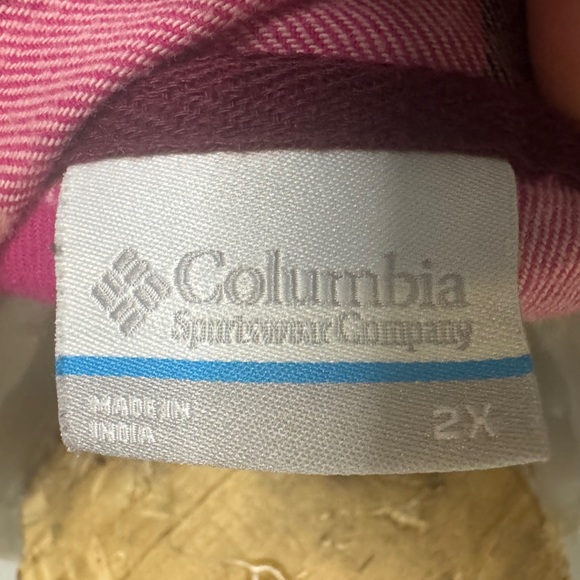 Columbia
Sportswear Company
MADE IN
INDIA
2X